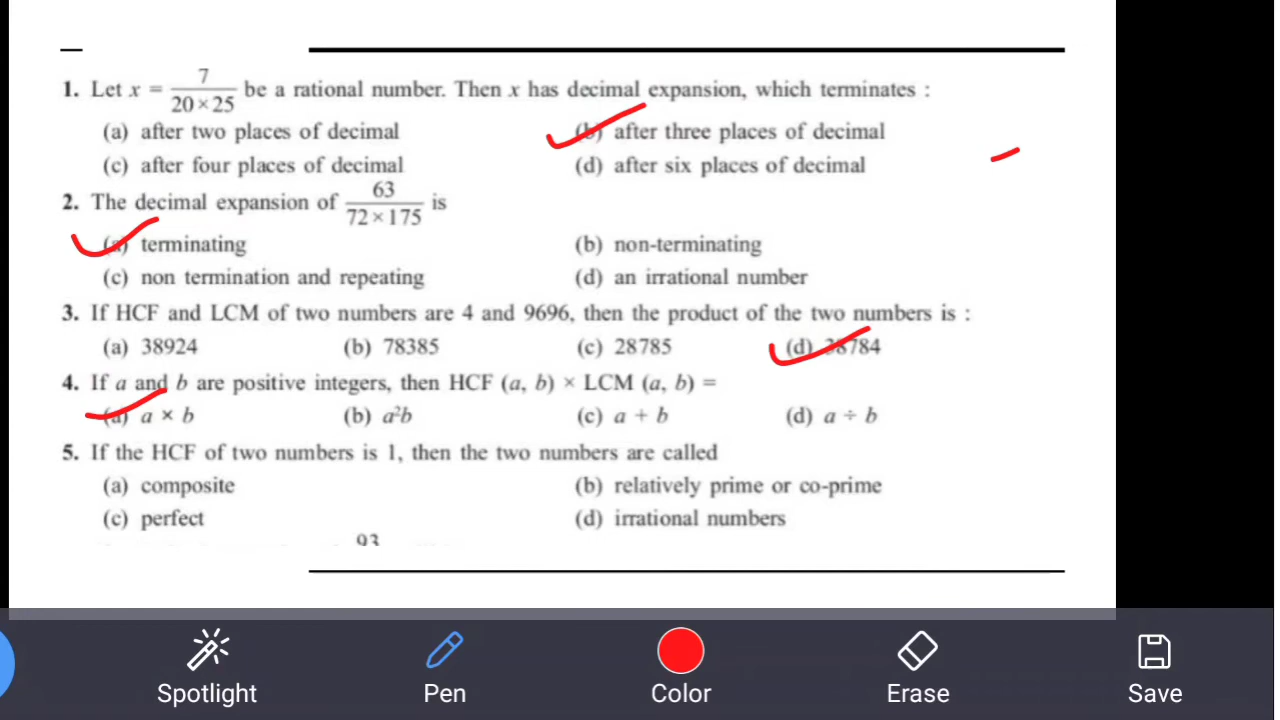 1. Let x = 7/(20 × 25) be a rational number. Then x has decimal expansion, which terminates :
(a) after two places of decimal (b) after three places of decimal
(c) after four places of decimal (d) after six places of decimal
2. The decimal expansion of 63/(72 × 175) is
(a) terminating (b) non-terminating
(c) non termination and repeating (d) an irrational number
3. If HCF and LCM of two numbers are 4 and 9696, then the product of the two numbers is :
(a) 38924 (b) 78385 (c) 28785 (d) 38784
4. If a and b are positive integers, then HCF (a, b) × LCM (a, b) =
(a) a × b (b) a²b (c) a + b (d) a ÷ b
5. If the HCF of two numbers is 1, then the two numbers are called
(a) composite (b) relatively prime or co-prime
(c) perfect (d) irrational numbers
93
Spotlight Pen Color Erase Save